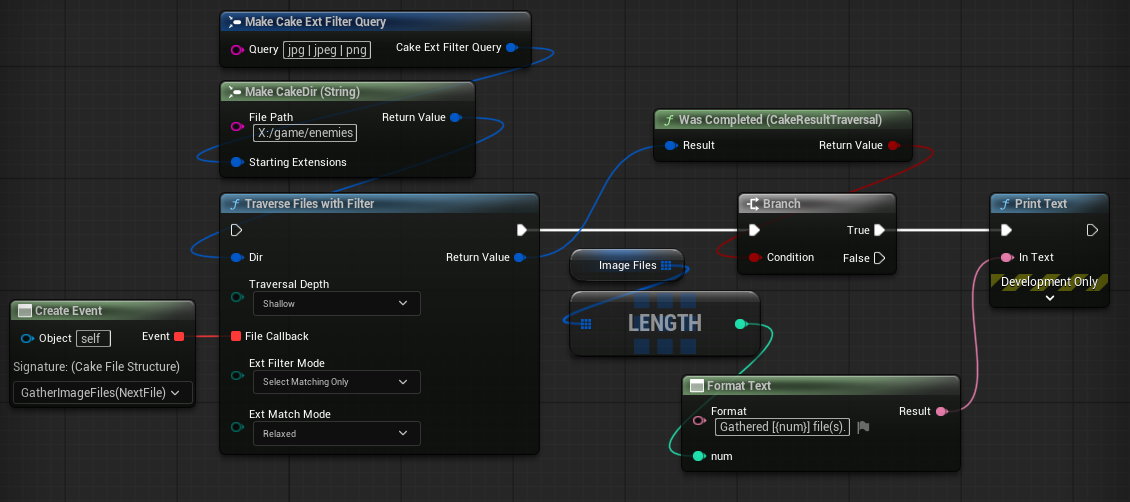 Make Cake Ext Filter Query
Query jpg | jpeg | png Cake Ext Filter Query
Make CakeDir (String)
File Path Return Value
X:/game/enemies
Starting Extensions
Was Completed (CakeResultTraversal)
Result Return Value
Traverse Files with Filter
Dir Return Value
Traversal Depth
Shallow
File Callback
Ext Filter Mode
Select Matching Only
Ext Match Mode
Relaxed
Create Event
Object self Event
Signature: (Cake File Structure)
GatherImageFiles(NextFile)
Branch
True
Condition False
Image Files
LENGTH
Print Text
In Text
Development Only
Format Text
Format Result
Gathered [{num}] file(s).
num